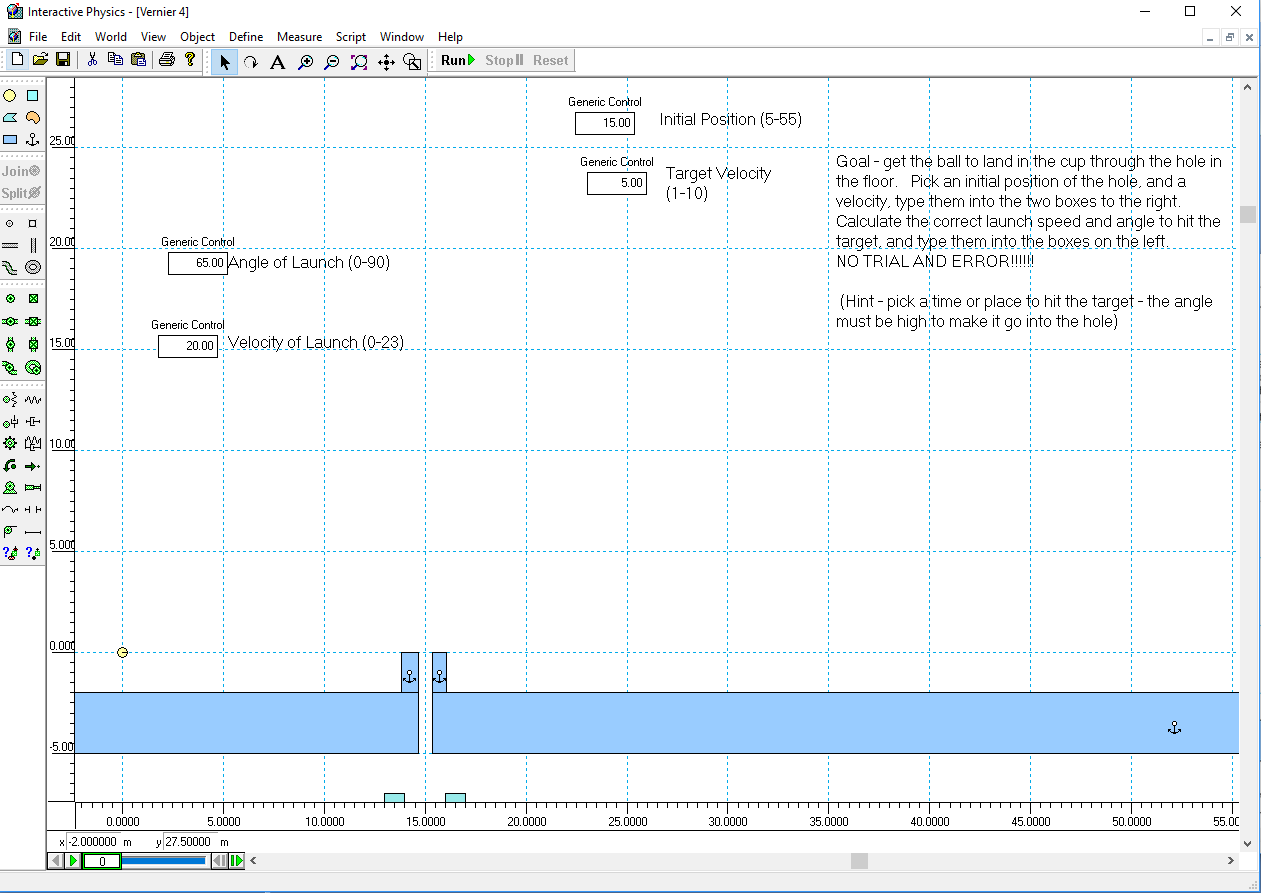 Interactive Physics - [Vernier 4]
File Edit World View Object Define Measure Script Window Help
Run Stop Reset
Generic Control
15.00 Initial Position (5-55)
Generic Control
5.00 Target Velocity
(1-10)
Goal - get the ball to land in the cup through the hole in
the floor. Pick an initial position of the hole, and a
velocity, type them into the two boxes to the right.
Calculate the correct launch speed and angle to hit the
target, and type them into the boxes on the left.
NO TRIAL AND ERROR!!!!!!
(Hint - pick a time or place to hit the target - the angle
must be high to make it go into the hole)
Generic Control
65.00 Angle of Launch (0-90)
Generic Control
20.00 Velocity of Launch (0-23)
Join
Split
25.00
20.00
15.00
10.00
5.000
0.000
-5.00
0.0000 5.0000 10.0000 15.0000 20.0000 25.0000 30.0000 35.0000 40.0000 45.0000 50.0000 55.00
x -2.000000 m y 27.50000 m
0